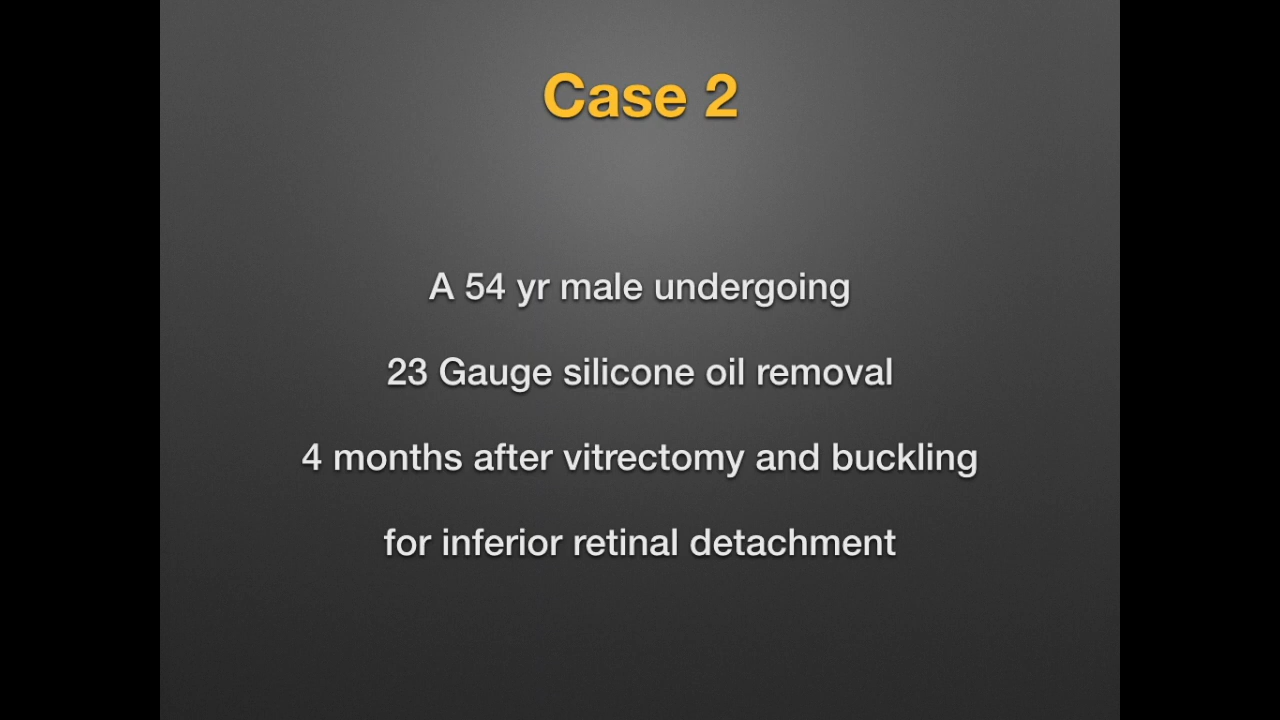 Case 2
A 54 yr male undergoing
23 Gauge silicone oil removal
4 months after vitrectomy and buckling
for inferior retinal detachment